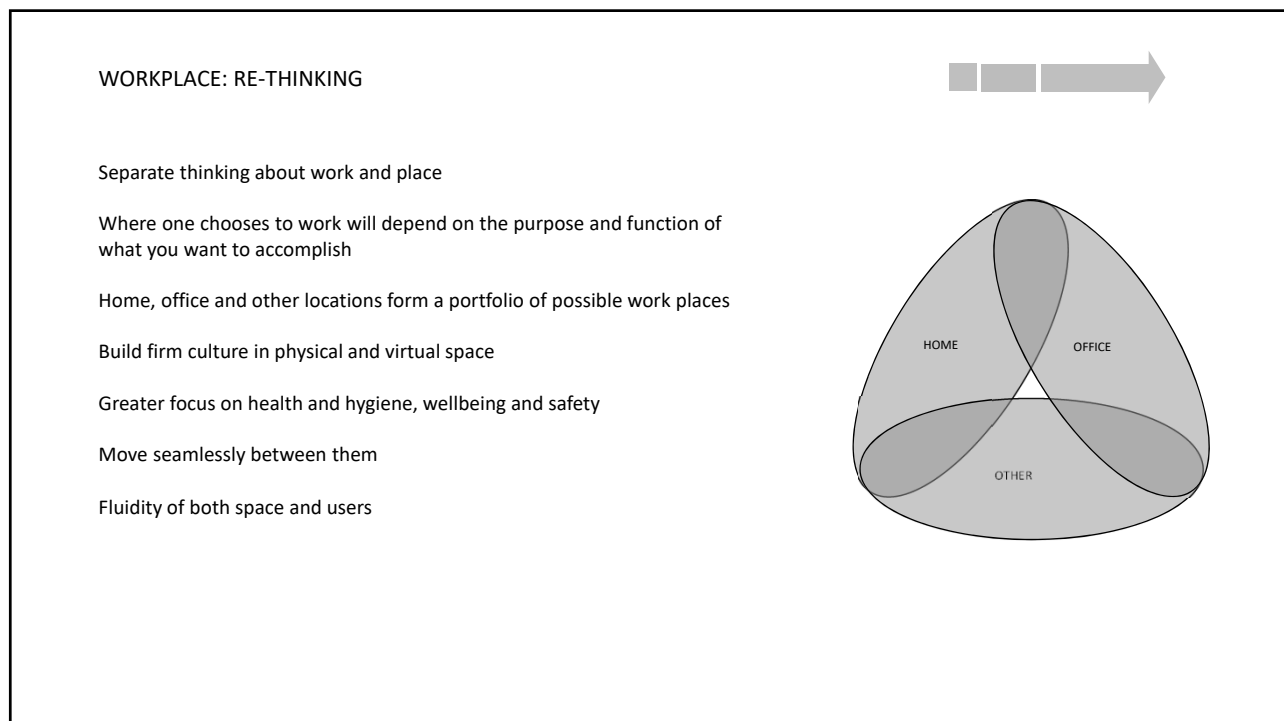 WORKPLACE: RE-THINKING
Separate thinking about work and place
Where one chooses to work will depend on the purpose and function of
what you want to accomplish
Home, office and other locations form a portfolio of possible work places
Build firm culture in physical and virtual space
Greater focus on health and hygiene, wellbeing and safety
Move seamlessly between them
Fluidity of both space and users
HOME
OFFICE
OTHER